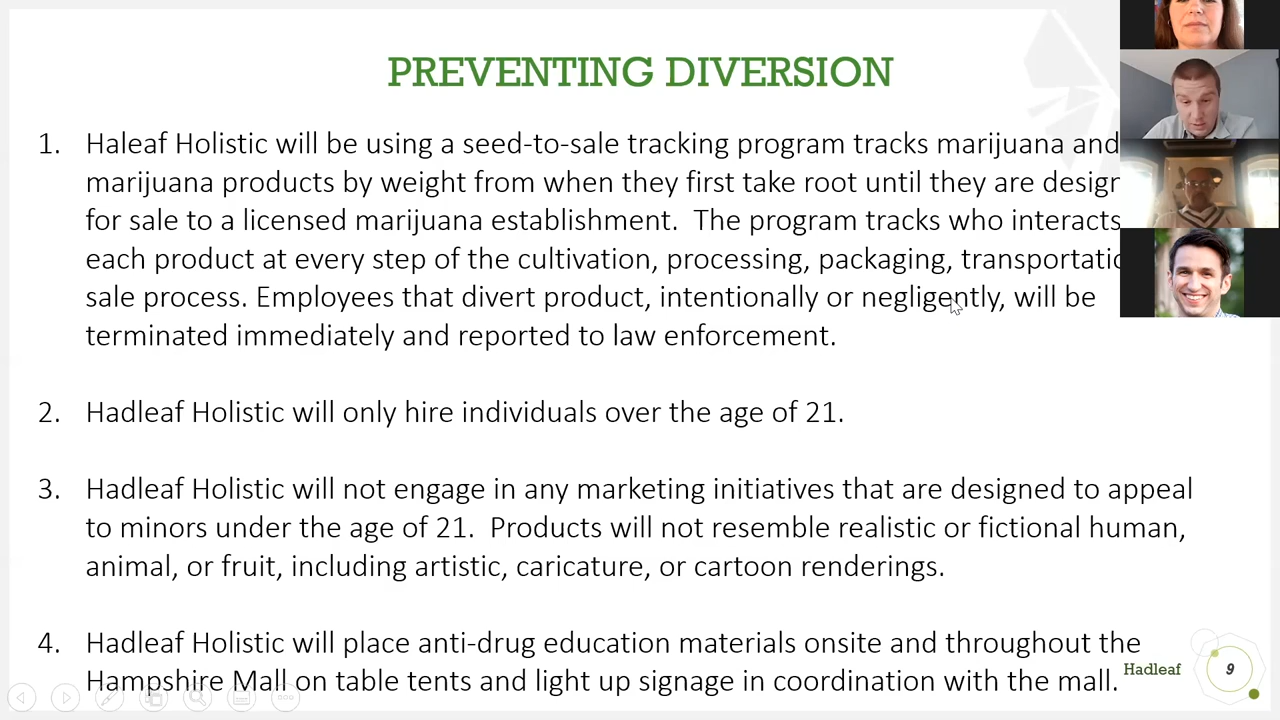 PREVENTING DIVERSION
1. Haleaf Holistic will be using a seed-to-sale tracking program tracks marijuana and
marijuana products by weight from when they first take root until they are
for sale to a licensed marijuana establishment. The program tracks who interacts
each product at every step of the cultivation, processing, packaging,
sale process. Employees that divert product, intentionally or negligently, will be
terminated immediately and reported to law enforcement.
2. Hadleaf Holistic will only hire individuals over the age of 21.
3. Hadleaf Holistic will not engage in any marketing initiatives that are designed to appeal
to minors under the age of 21. Products will not resemble realistic or fictional human,
animal, or fruit, including artistic, caricature, or cartoon renderings.
4. Hadleaf Holistic will place anti-drug education materials onsite and throughout the
Hampshire Mall on table tents and light up signage in coordination with the mall.
Hadleaf
9